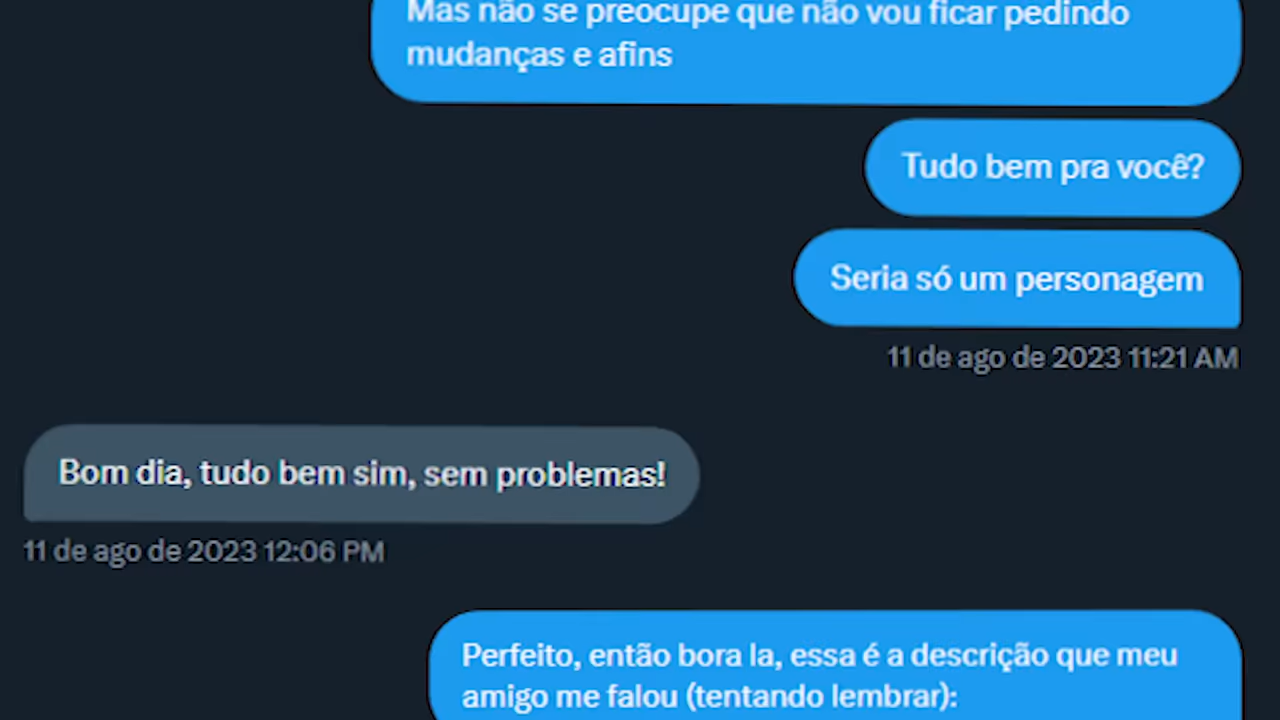 Mas não se preocupe que não vou ficar pedindo
mudanças e afins
Tudo bem pra você?
Seria só um personagem
11 de ago de 2023 11:21 AM
Bom dia, tudo bem sim, sem problemas!
11 de ago de 2023 12:06 PM
Perfeito, então bora la, essa é a descrição que meu
amigo me falou (tentando lembrar):